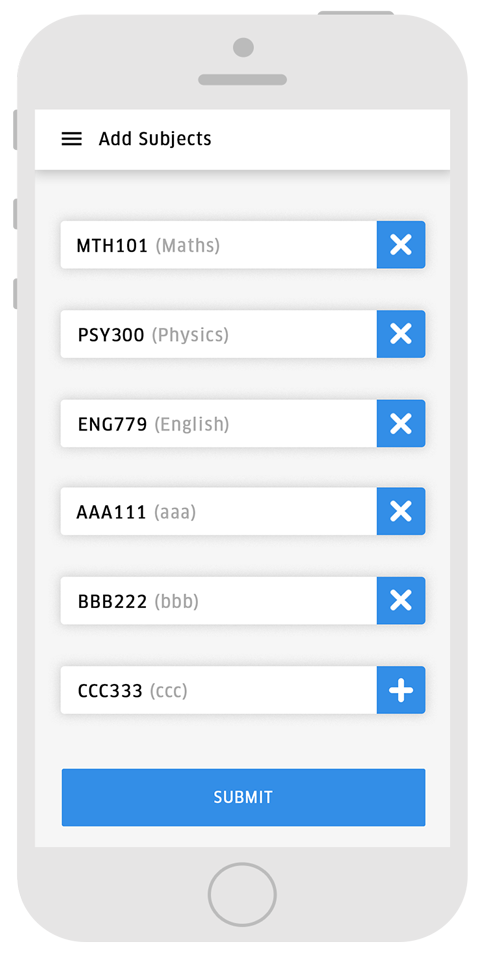 Add Subjects
MTH101 (Maths)
PSY300 (Physics)
ENG779 (English)
AAA111 (aaa)
BBB222 (bbb)
CCC333 (ccc)
SUBMIT